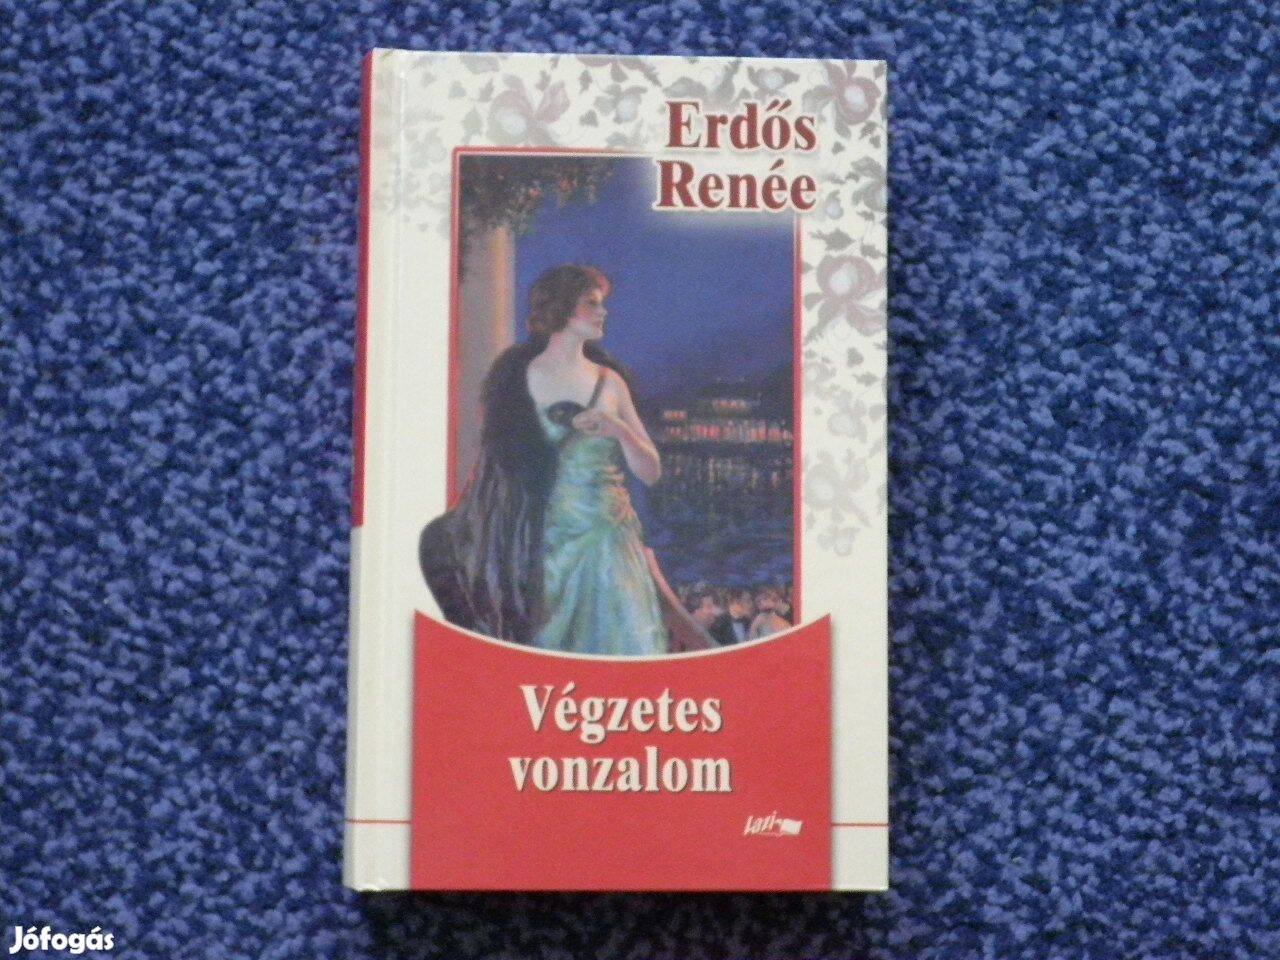 Erdős
Renée
Végzetes
vonzalom
Lazi
Jófogás